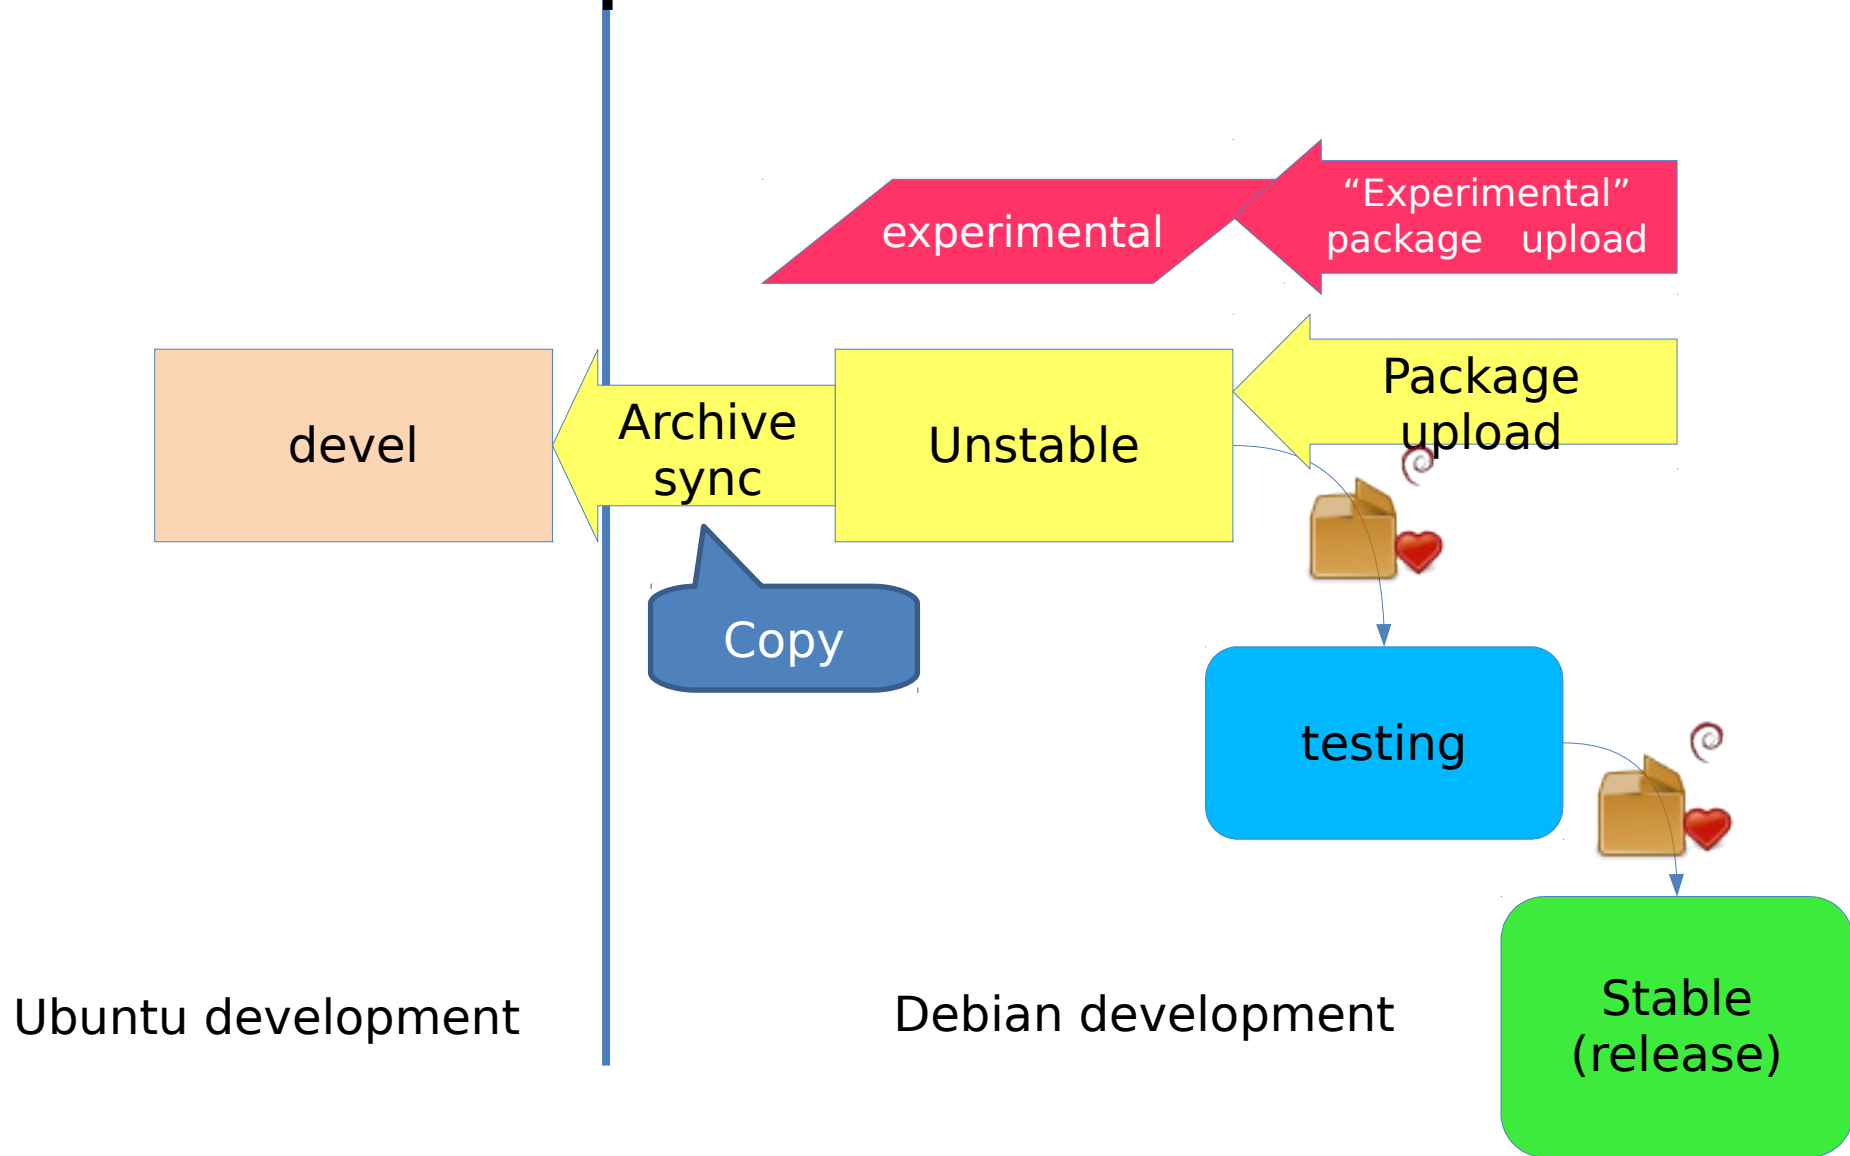 “Experimental”
package upload
experimental
Package
upload
devel
Archive
sync
Unstable
Copy
testing
Ubuntu development
Debian development
Stable
(release)